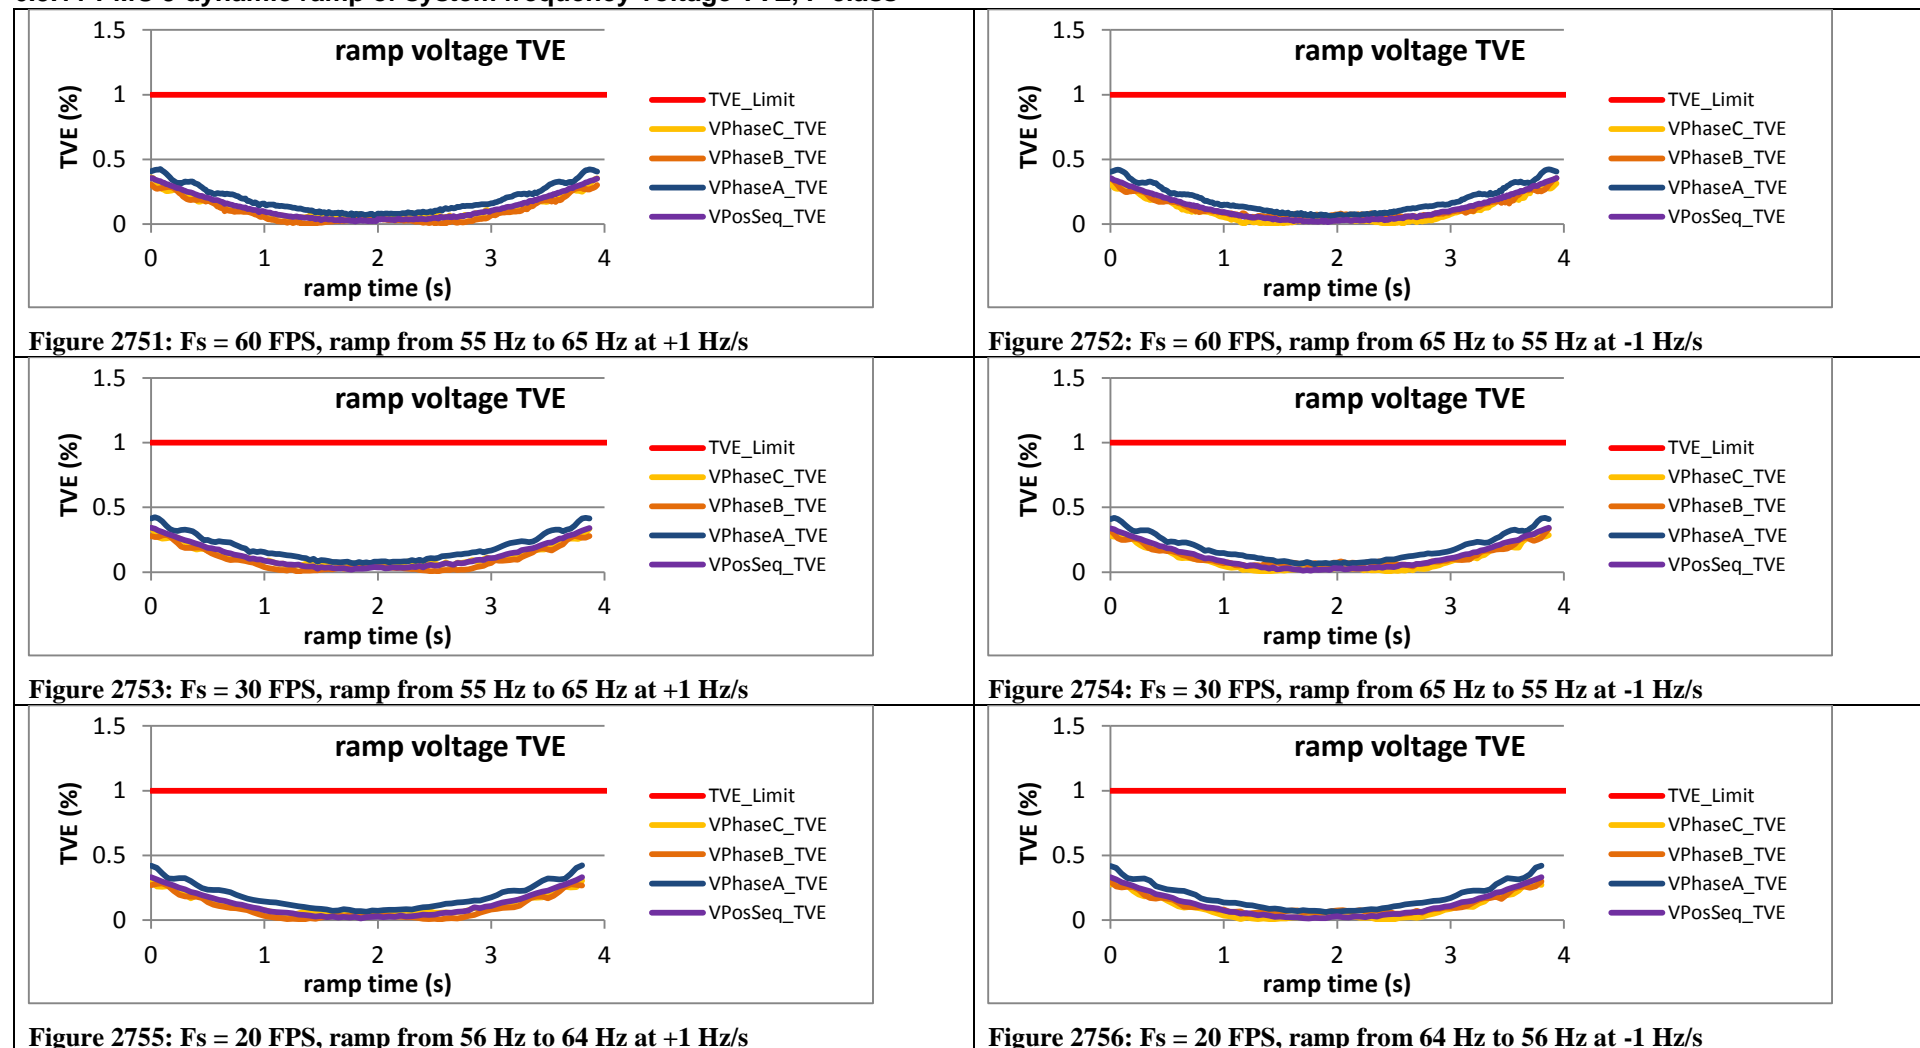 dynamic ramp of system frequency voltage TVE, class
ramp voltage TVE
1.5
1
0.5
0
TVE (%)
0 1 2 3 4
ramp time (s)
TVE_Limit
VPhaseC_TVE
VPhaseB_TVE
VPhaseA_TVE
VPosSeq_TVE
Figure 2751: Fs = 60 FPS, ramp from 55 Hz to 65 Hz at +1 Hz/s
ramp voltage TVE
1.5
1
0.5
0
TVE (%)
0 1 2 3 4
ramp time (s)
TVE_Limit
VPhaseC_TVE
VPhaseB_TVE
VPhaseA_TVE
VPosSeq_TVE
Figure 2752: Fs = 60 FPS, ramp from 65 Hz to 55 Hz at -1 Hz/s
ramp voltage TVE
1.5
1
0.5
0
TVE (%)
0 1 2 3 4
ramp time (s)
TVE_Limit
VPhaseC_TVE
VPhaseB_TVE
VPhaseA_TVE
VPosSeq_TVE
Figure 2753: Fs = 30 FPS, ramp from 55 Hz to 65 Hz at +1 Hz/s
ramp voltage TVE
1.5
1
0.5
0
TVE (%)
0 1 2 3 4
ramp time (s)
TVE_Limit
VPhaseC_TVE
VPhaseB_TVE
VPhaseA_TVE
VPosSeq_TVE
Figure 2754: Fs = 30 FPS, ramp from 65 Hz to 55 Hz at -1 Hz/s
ramp voltage TVE
1.5
1
0.5
0
TVE (%)
0 1 2 3 4
ramp time (s)
TVE_Limit
VPhaseC_TVE
VPhaseB_TVE
VPhaseA_TVE
VPosSeq_TVE
Figure 2755: Fs = 20 FPS, ramp from 56 Hz to 64 Hz at +1 Hz/s
ramp voltage TVE
1.5
1
0.5
0
TVE (%)
0 1 2 3 4
ramp time (s)
TVE_Limit
VPhaseC_TVE
VPhaseB_TVE
VPhaseA_TVE
VPosSeq_TVE
Figure 2756: Fs = 20 FPS, ramp from 64 Hz to 56 Hz at -1 Hz/s